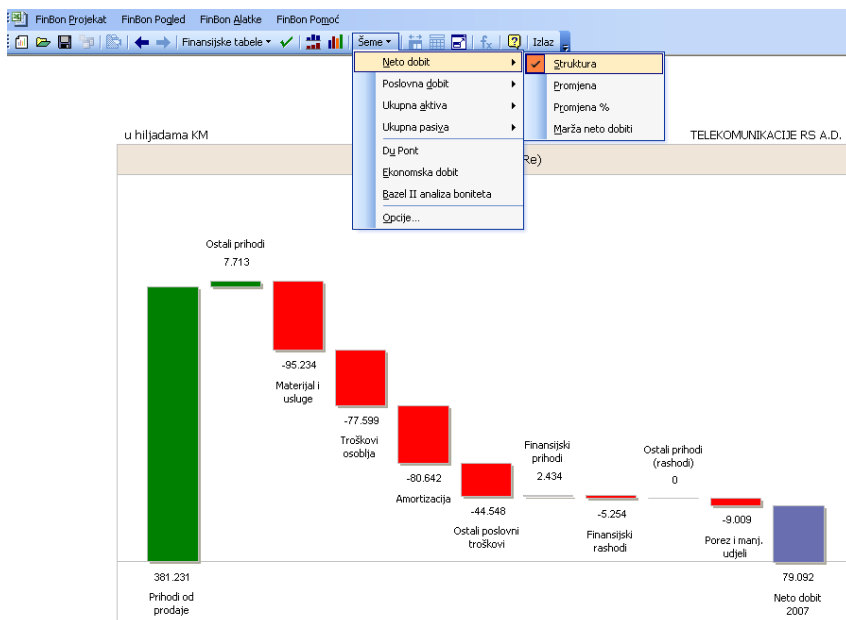 FinBon Projekat FinBon Pogled FinBon Alatke FinBon Pomoć
Finansijske tabele Šeme Izlaz
Neto dobit
Poslovna dobit
Ukupna aktiva
Ukupna pasiva
Du Pont
Ekonomska dobit
Bazel II analiza boniteta
Opcije...
Struktura
Promjena
Promjena %
Marža neto dobiti
u hiljadama KM
TELEKOMUNIKACIJE RS A.D.
Re)
Ostali prihodi
7.713
-95.234
Materijal i
usluge
-77.599
Troškovi
osoblja
-80.642
Amortizacija
-44.548
Ostali poslovni
troškovi
Finansijski
prihodi
2.434
-5.254
Finansijski
rashodi
Ostali prihodi
(rashodi)
0
-9.009
Porez i manj.
udjeli
381.231
Prihodi od
prodaje
79.092
Neto dobit
2007